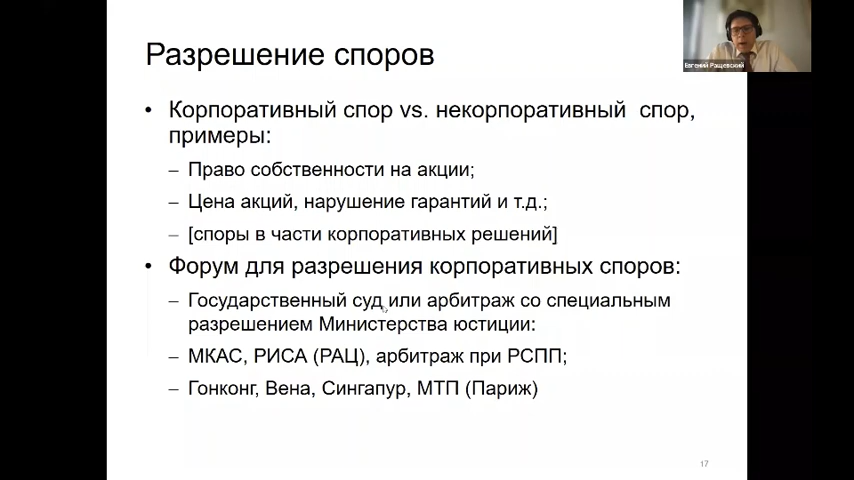 Разрешение споров
Евгений Ращевский
• Корпоративный спор vs. некорпоративный спор,
примеры:
– Право собственности на акции;
– Цена акций, нарушение гарантий и т.д.;
– [споры в части корпоративных решений]
• Форум для разрешения корпоративных споров:
– Государственный суд или арбитраж со специальным
разрешением Министерства юстиции:
– МКАС, РИСА (РАЦ), арбитраж при РСПП;
– Гонконг, Вена, Сингапур, МТП (Париж)
17